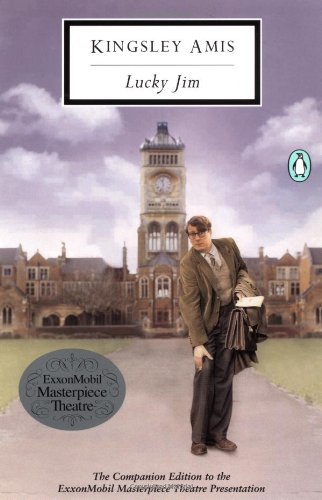 KINGSLEY AMIS
Lucky Jim
ExxonMobil
Masterpiece
Theatre
The Companion Edition to the
ExxonMobil Masterpiece Theatre Presentation